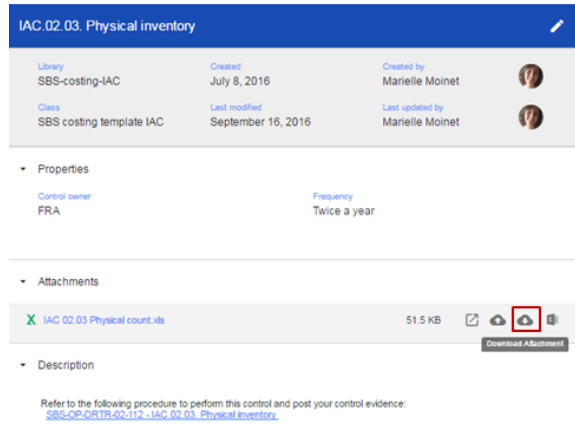 IAC.02.03. Physical inventory
Library Created Created by
SBS-costing-IAC July 8, 2016 Marielle Moinet
Class Last modified Last updated by
SBS costing template IAC September 16, 2016 Marielle Moinet
Properties
Control owner Frequency
FRA Twice a year
Attachments
IAC 02.03 Physical count.xls 51.5 KB
Download Attachment
Description
Refer to the following procedure to perform this control and post your control evidence:
SBS-OP-DRTR-02-112 - IAC.02.03. Physical inventory